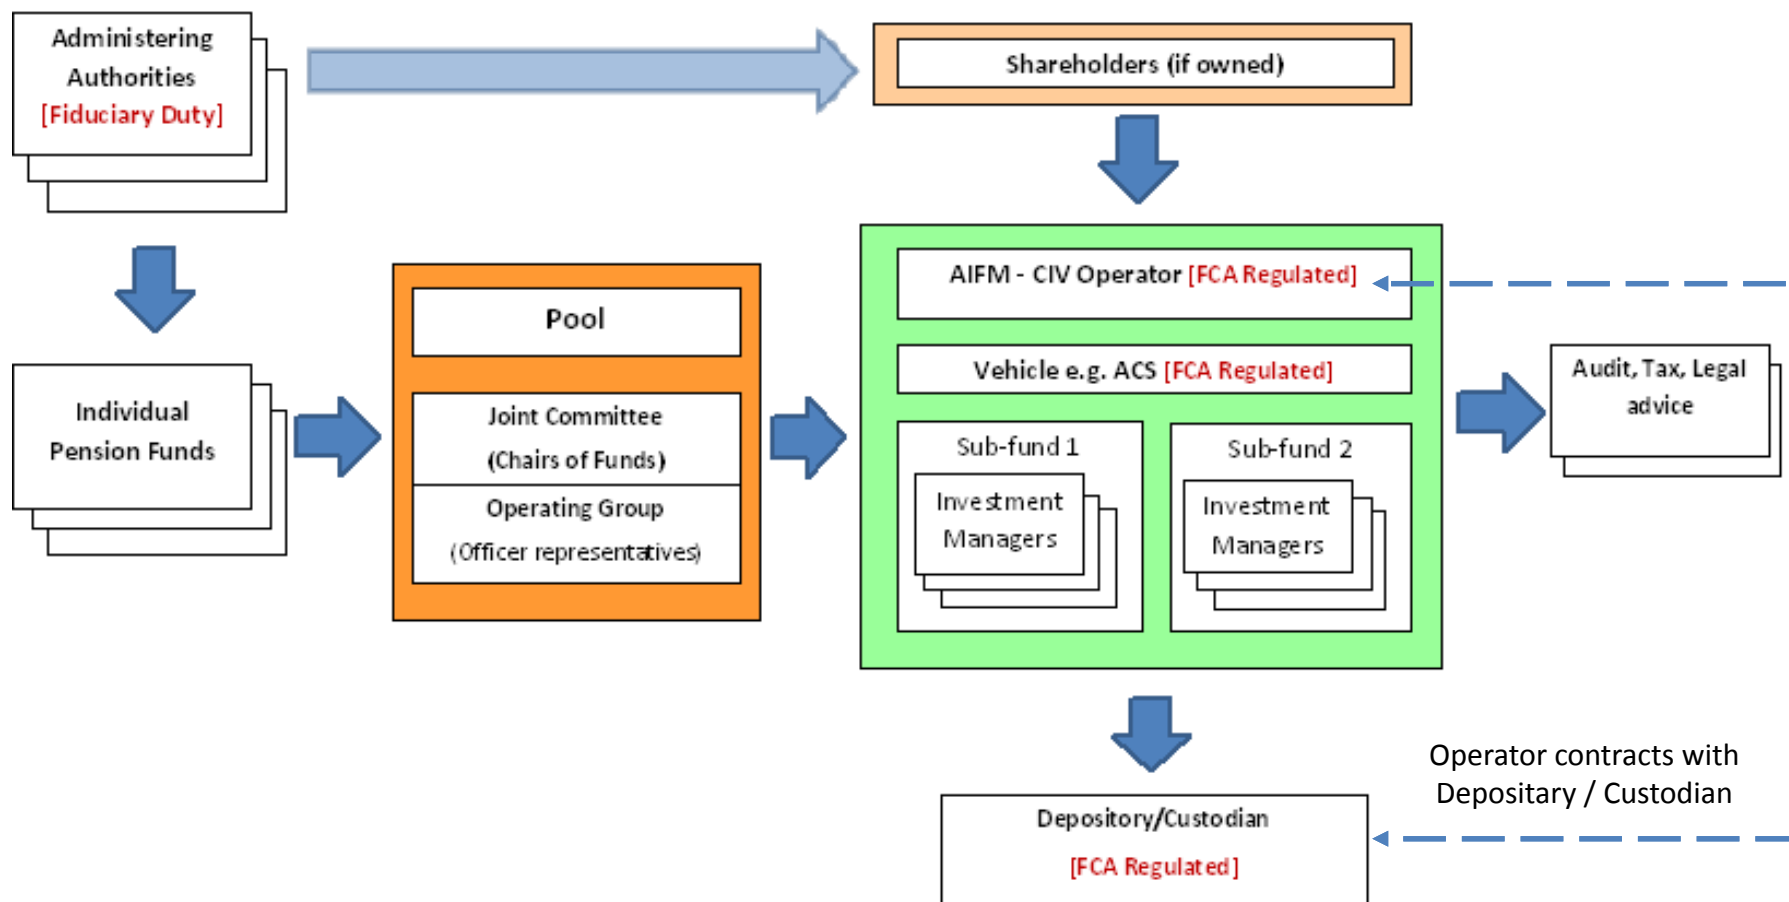 Administering
Authorities
[Fiduciary Duty]
Shareholders (if owned)
AIFM - CIV Operator [FCA Regulated]
Pool
Vehicle e.g. ACS [FCA Regulated]
Audit, Tax, Legal
advice
Individual
Pension Funds
Joint Committee
(Chairs of Funds)
Operating Group
(Officer representatives)
Sub-fund 1
Investment
Managers
Sub-fund 2
Investment
Managers
Operator contracts with
Depositary / Custodian
Depository/Custodian
[FCA Regulated]